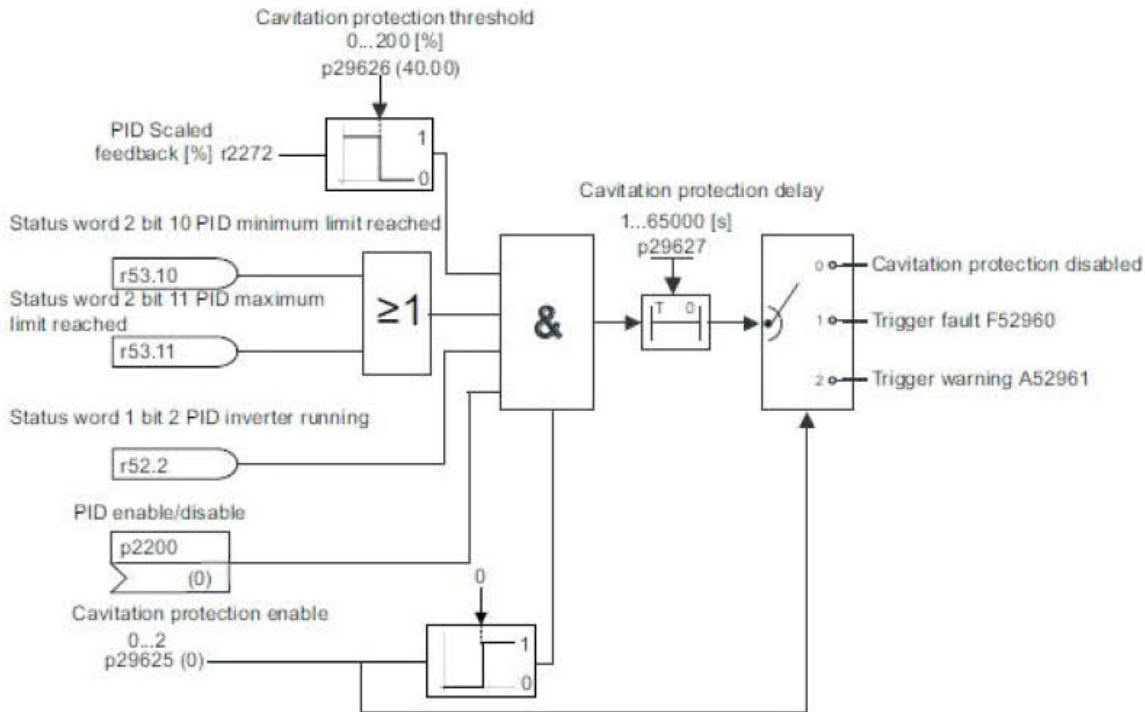 Cavitation protection threshold
0...200 [%]
p29626 (40.00)
PID Scaled
feedback [%] r2272
1
0
Status word 2 bit 10 PID minimum limit reached
r53.10
Status word 2 bit 11 PID maximum
limit reached
r53.11
≥1
&
Cavitation protection delay
1...65000 [s]
p29627
T 0
0 Cavitation protection disabled
1 Trigger fault F52960
2 Trigger warning A52961
Status word 1 bit 2 PID inverter running
r52.2
PID enable/disable
p2200
(0)
Cavitation protection enable
0...2
p29625 (0)
0
1
0